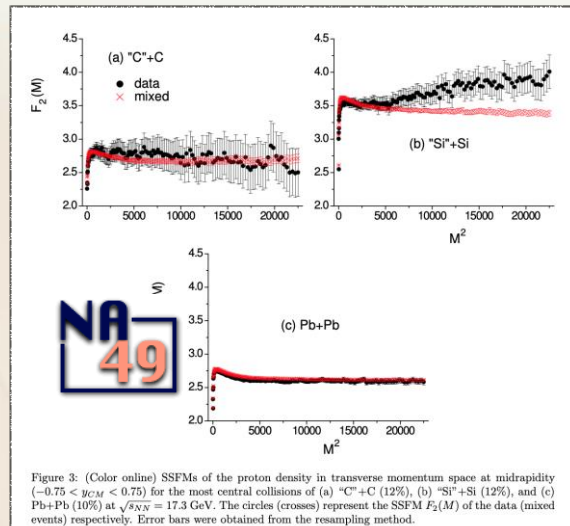 4.5
4.0
3.5
3.0
2.5
2.0
F₂(M)
(a) "C"+C
data
mixed
0 5000 10000 15000 20000
4.5
4.0
3.5
3.0
2.5
2.0
(b) "Si"+Si
0 5000 10000 15000 20000
M²
4.5
4.0
3.5
3.0
2.5
2.0
M)
(c) Pb+Pb
0 5000 10000 15000 20000
M²
NA
49
Figure 3: (Color online) SSFMs of the proton density in transverse momentum space at midrapidity
(−0.75 < y_CM < 0.75) for the most central collisions of (a) "C"+C (12%), (b) "Si"+Si (12%), and (c)
Pb+Pb (10%) at √s_NN = 17.3 GeV. The circles (crosses) represent the SSFM F₂(M) of the data (mixed
events) respectively. Error bars were obtained from the resampling method.